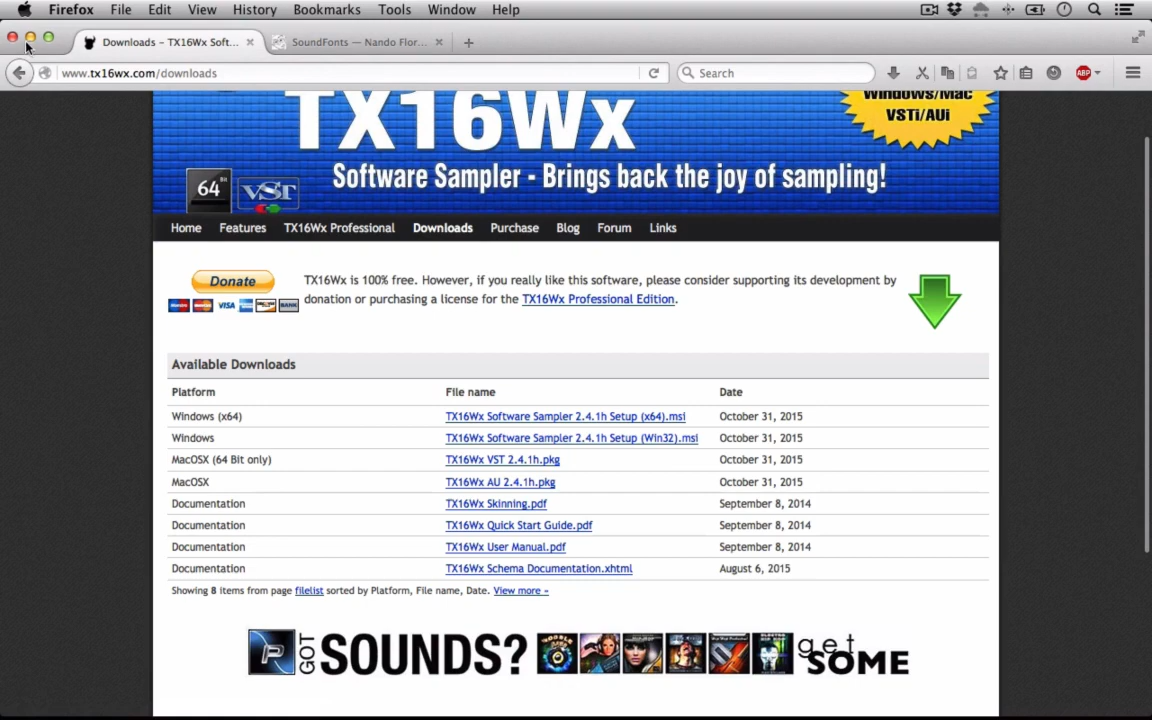 Firefox File Edit View History Bookmarks Tools Window Help
Downloads – TX16Wx Soft... SoundFonts — Nando Flor...
www.tx16wx.com/downloads Search ABP
TX16Wx
Windows/Mac
VSTi/AUi
64 Bit VST
Software Sampler - Brings back the joy of sampling!
Home Features TX16Wx Professional Downloads Purchase Blog Forum Links
Donate
VISA BANK
TX16Wx is 100% free. However, if you really like this software, please consider supporting its development by
donation or purchasing a license for the TX16Wx Professional Edition.
Available Downloads
Platform File name Date
Windows (x64) TX16Wx Software Sampler 2.4.1h Setup (x64).msi October 31, 2015
Windows TX16Wx Software Sampler 2.4.1h Setup (Win32).msi October 31, 2015
MacOSX (64 Bit only) TX16Wx VST 2.4.1h.pkg October 31, 2015
MacOSX TX16Wx AU 2.4.1h.pkg October 31, 2015
Documentation TX16Wx Skinning.pdf September 8, 2014
Documentation TX16Wx Quick Start Guide.pdf September 8, 2014
Documentation TX16Wx User Manual.pdf September 8, 2014
Documentation TX16Wx Schema Documentation.xhtml August 6, 2015
Showing 8 items from page filelist sorted by Platform, File name, Date. View more »
P GOT SOUNDS? get SOME